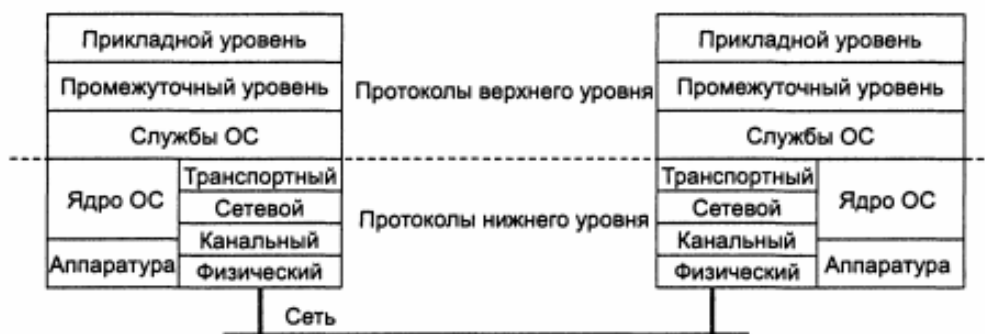 Прикладной уровень
Промежуточный уровень
Службы ОС
Ядро ОС
Аппаратура
Транспортный
Сетевой
Канальный
Физический
Протоколы верхнего уровня
Протоколы нижнего уровня
Сеть
Прикладной уровень
Промежуточный уровень
Службы ОС
Транспортный
Сетевой
Канальный
Физический
Ядро ОС
Аппаратура